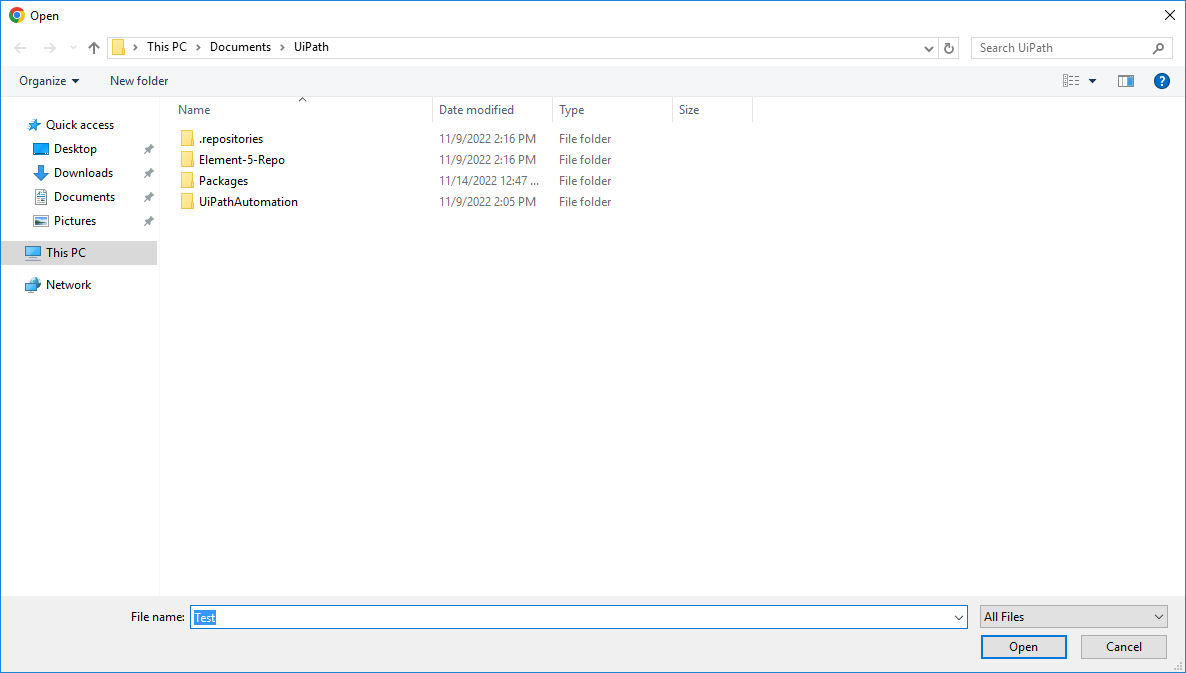 Open
This PC > Documents > UiPath
Search UiPath
Organize
New folder
Name Date modified Type Size
Quick access
Desktop
Downloads
Documents
Pictures
This PC
Network
.repositories 11/9/2022 2:16 PM File folder
Element-5-Repo 11/9/2022 2:16 PM File folder
Packages 11/14/2022 12:47 ... File folder
UiPathAutomation 11/9/2022 2:05 PM File folder
File name: Test
All Files
Open
Cancel